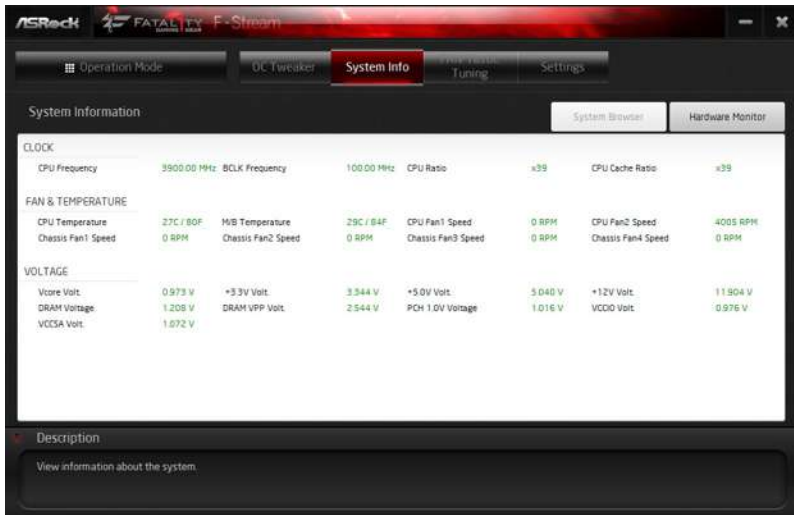 ASRock FATAL1TY GAMING GEAR F-Stream
Operation Mode OC Tweaker System Info Tuning Settings
System Information System Browser Hardware Monitor
CLOCK
CPU Frequency 3900.00 MHz BCLK Frequency 100.00 MHz CPU Ratio x39 CPU Cache Ratio x39
FAN & TEMPERATURE
CPU Temperature 27C / 80F M/B Temperature 29C / 84F CPU Fan1 Speed 0 RPM CPU Fan2 Speed 4005 RPM
Chassis Fan1 Speed 0 RPM Chassis Fan2 Speed 0 RPM Chassis Fan3 Speed 0 RPM Chassis Fan4 Speed 0 RPM
VOLTAGE
Vcore Volt. 0.973 V +3.3V Volt. 3.344 V +5.0V Volt. 5.040 V +12V Volt. 11.904 V
DRAM Voltage 1.208 V DRAM VPP Volt. 2.544 V PCH 1.0V Voltage 1.016 V VCCIO Volt. 0.976 V
VCCSA Volt. 1.072 V
Description
View information about the system.